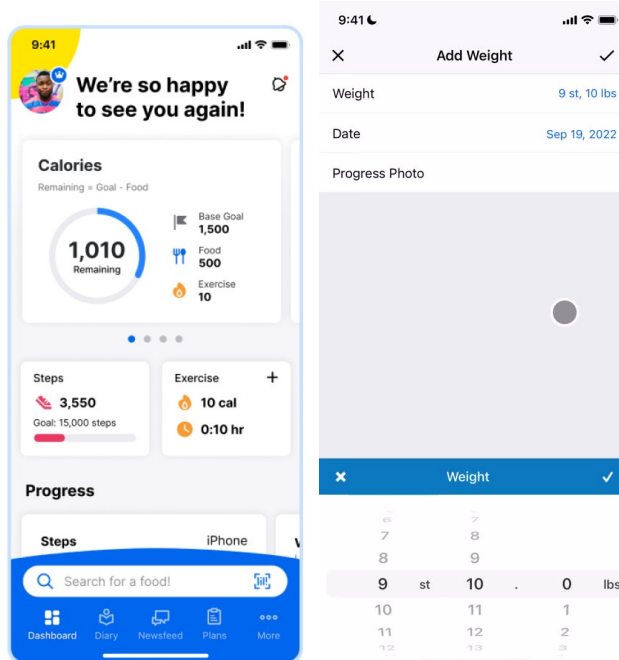 9:41
We're so happy
to see you again!
Calories
Remaining = Goal - Food
1,010
Remaining
Base Goal
1,500
Food
500
Exercise
10
Steps
3,550
Goal: 15,000 steps
Exercise +
10 cal
0:10 hr
Progress
Steps iPhone
Search for a food!
Dashboard Diary Newsfeed Plans More
9:41
Add Weight
Weight 9 st, 10 lbs
Date Sep 19, 2022
Progress Photo
Weight
6 7
7 8
8 9
9 st 10 . 0 lbs
10 11 1
11 12 2
12 13 3